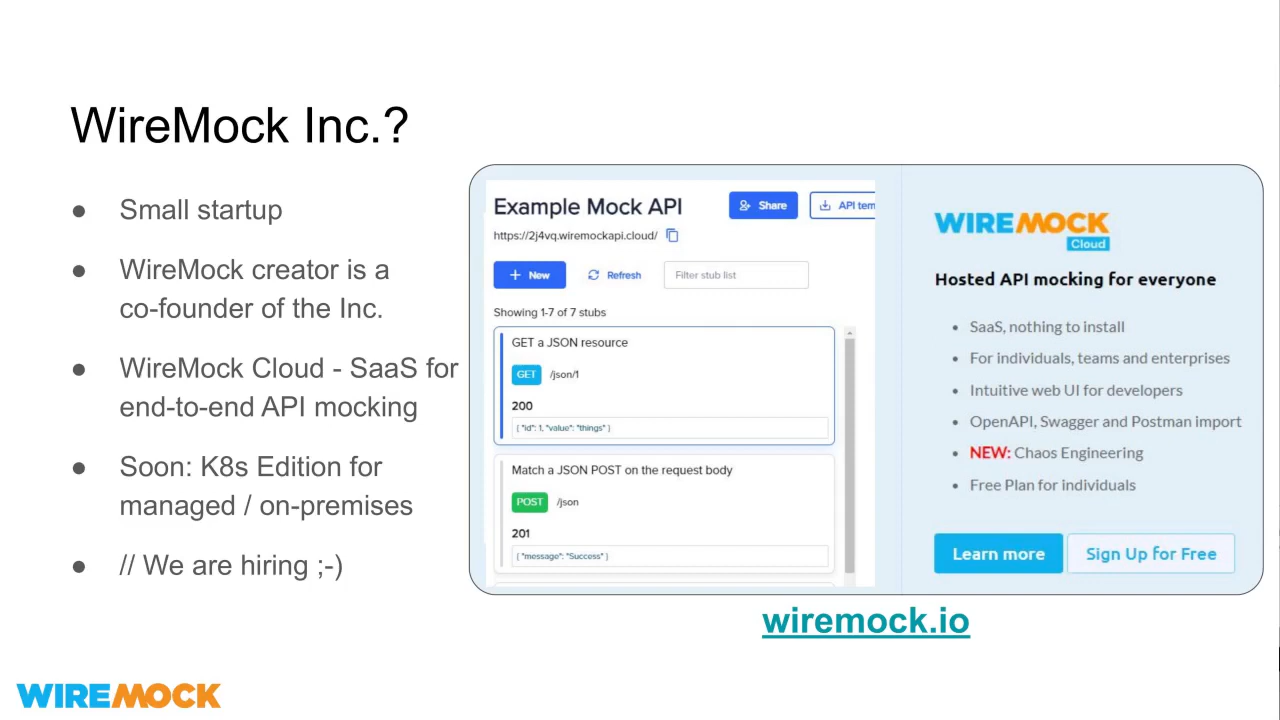 WireMock Inc.?
● Small startup
● WireMock creator is a
co-founder of the Inc.
● WireMock Cloud - SaaS for
end-to-end API mocking
● Soon: K8s Edition for
managed / on-premises
● // We are hiring ;-)
Example Mock API
Share
API tem
https://2j4vq.wiremockapi.cloud/
+ New
Refresh
Filter stub list
Showing 1-7 of 7 stubs
GET a JSON resource
GET /json/1
200
{ "id": 1, "value": "things" }
Match a JSON POST on the request body
POST /json
201
{ "message": "Success" }
WIREMOCK
Cloud
Hosted API mocking for everyone
• SaaS, nothing to install
• For individuals, teams and enterprises
• Intuitive web UI for developers
• OpenAPI, Swagger and Postman import
• NEW: Chaos Engineering
• Free Plan for individuals
Learn more
Sign Up for Free
wiremock.io
WIREMOCK